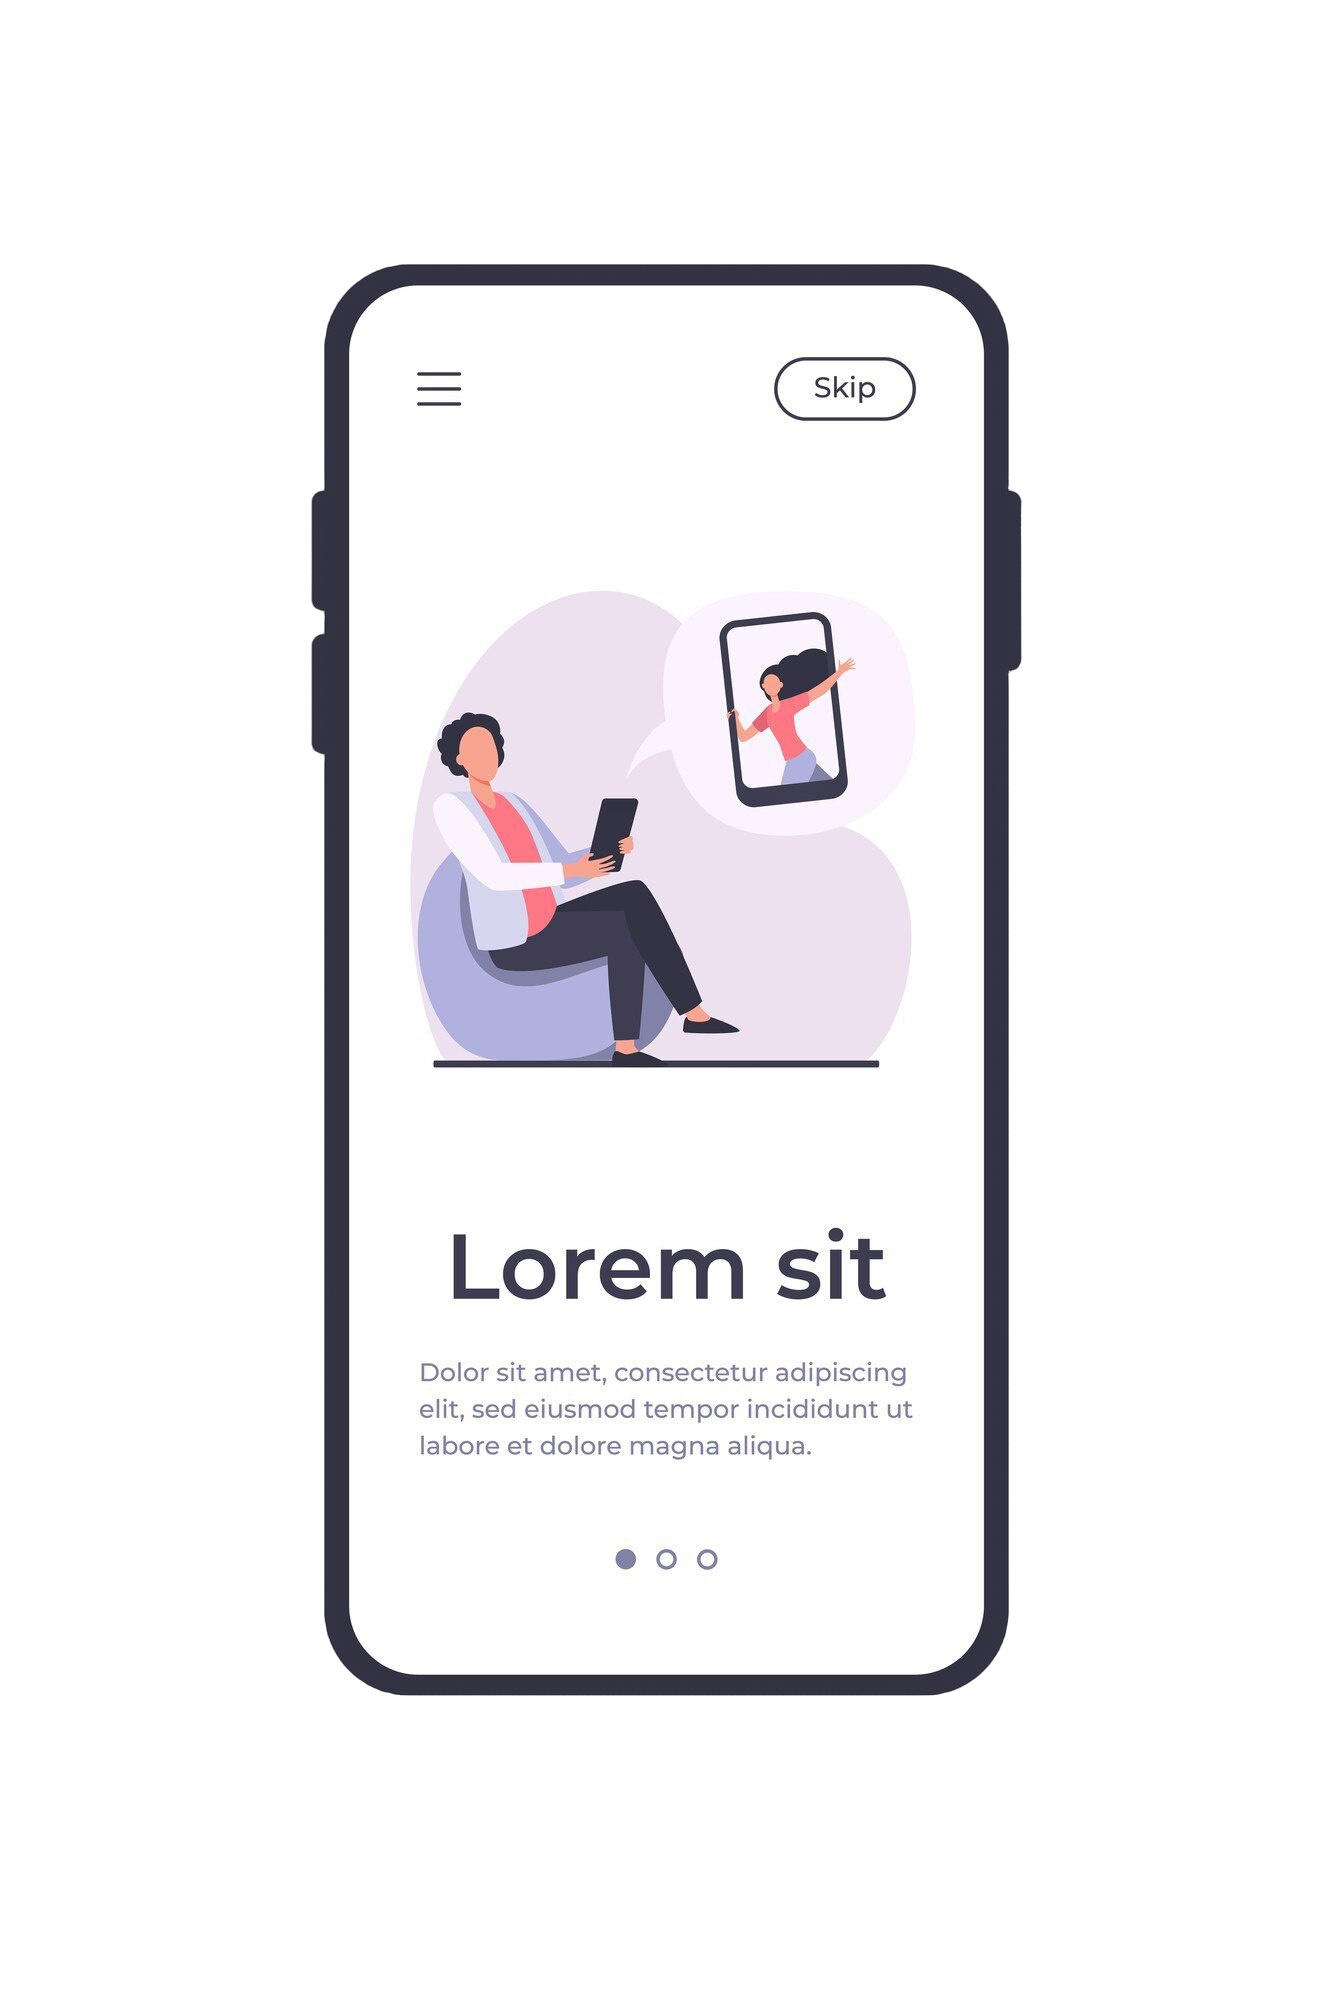 Skip
Lorem sit
Dolor sit amet, consectetur adipiscing
elit, sed eiusmod tempor incididunt ut
labore et dolore magna aliqua.